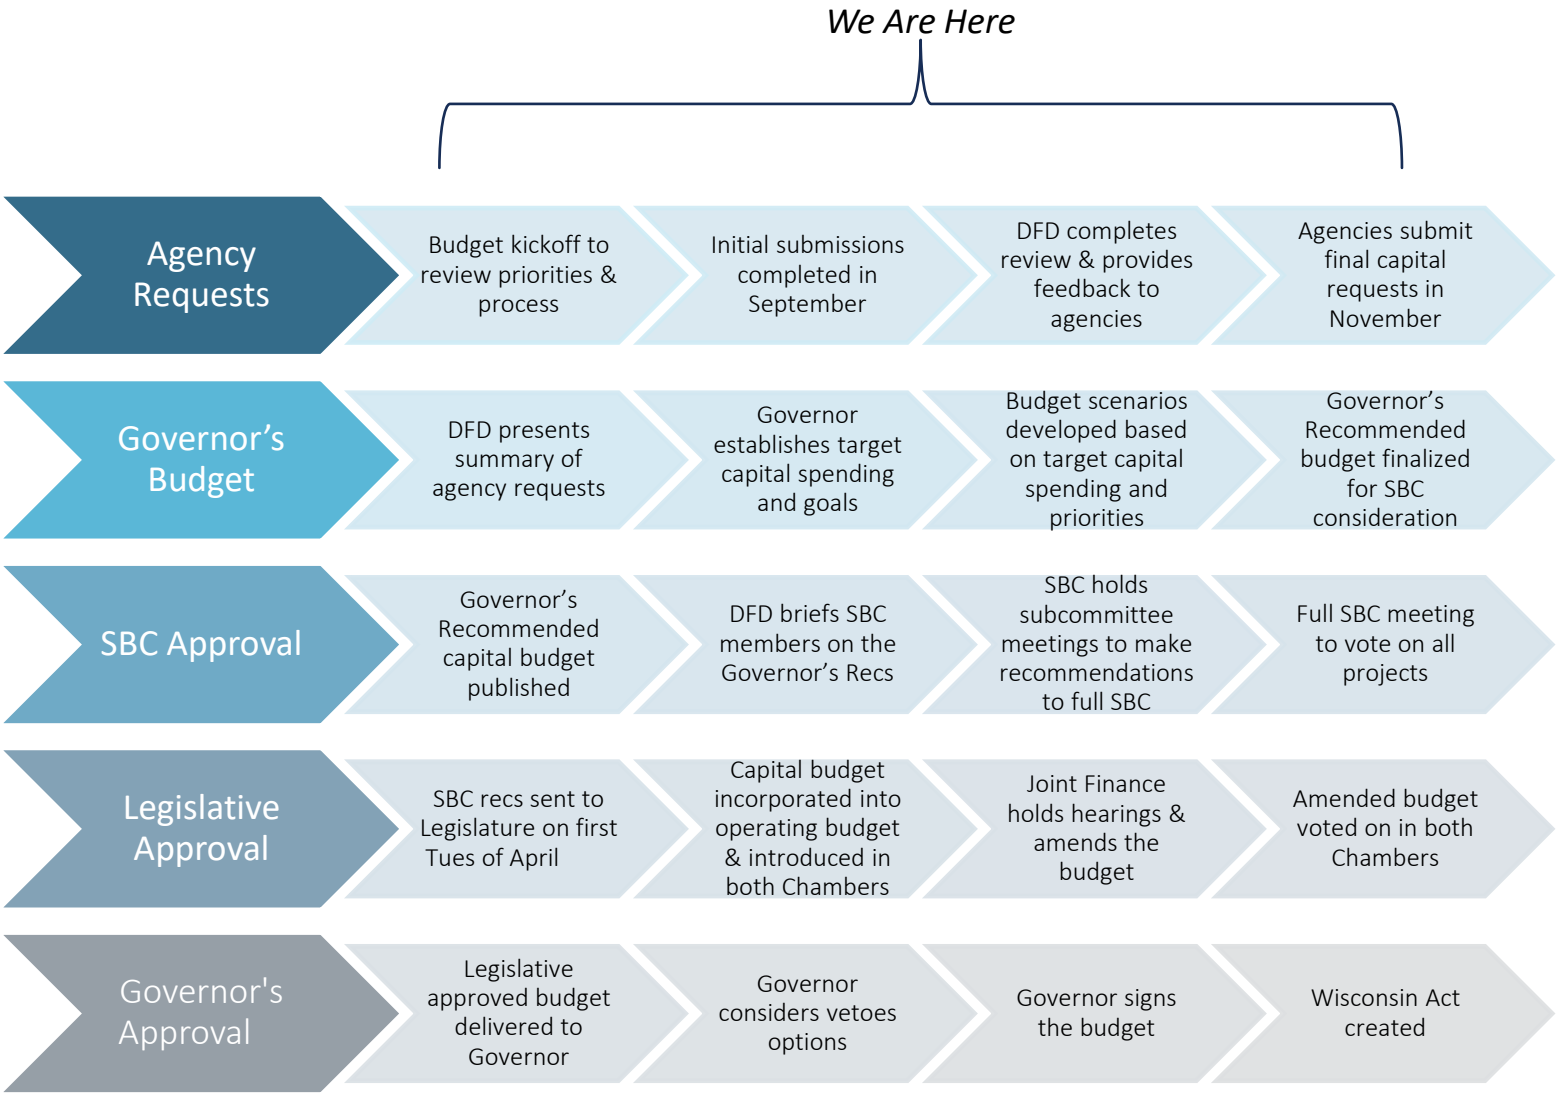 We Are Here
Agency
Requests
Budget kickoff to
review priorities &
process
Initial submissions
completed in
September
DFD completes
review & provides
feedback to
agencies
Agencies submit
final capital
requests in
November
Governor’s
Budget
DFD presents
summary of
agency requests
Governor
establishes target
capital spending
and goals
Budget scenarios
developed based
on target capital
spending and
priorities
Governor’s
Recommended
budget finalized
for SBC
consideration
SBC Approval
Governor’s
Recommended
capital budget
published
DFD briefs SBC
members on the
Governor’s Recs
SBC holds
subcommittee
meetings to make
recommendations
to full SBC
Full SBC meeting
to vote on all
projects
Legislative
Approval
SBC recs sent to
Legislature on first
Tues of April
Capital budget
incorporated into
operating budget
& introduced in
both Chambers
Joint Finance
holds hearings &
amends the
budget
Amended budget
voted on in both
Chambers
Governor's
Approval
Legislative
approved budget
delivered to
Governor
Governor
considers vetoes
options
Governor signs
the budget
Wisconsin Act
created